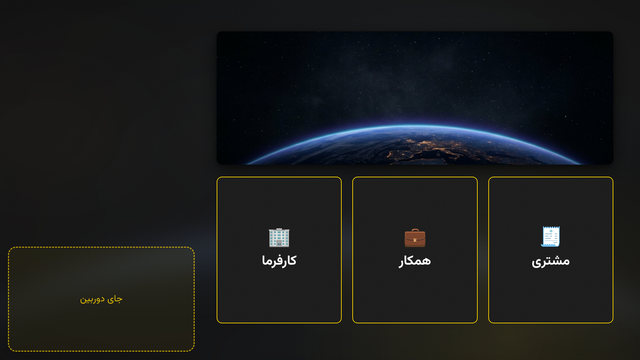 مشتری
همکار
کارفرما
جای دوربین